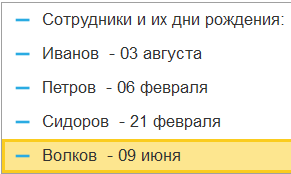 — Сотрудники и их дни рождения:
— Иванов - 03 августа
— Петров - 06 февраля
— Сидоров - 21 февраля
— Волков - 09 июня